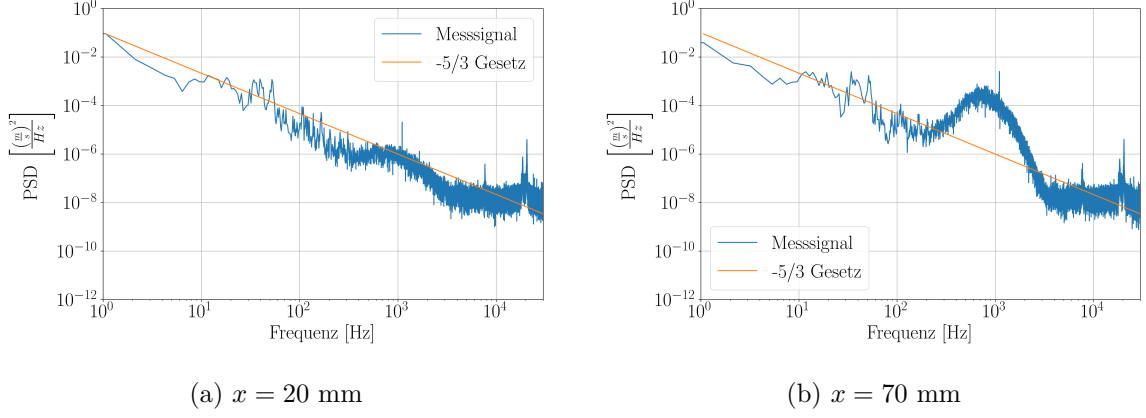 10^0
10^{-2}
10^{-4}
10^{-6}
10^{-8}
10^{-10}
10^{-12}
PSD [(m/s)^2/Hz]
10^0 10^1 10^2 10^3 10^4
Frequenz [Hz]
Messsignal
-5/3 Gesetz
(a) x = 20 mm
10^0
10^{-2}
10^{-4}
10^{-6}
10^{-8}
10^{-10}
10^{-12}
PSD [(m/s)^2/Hz]
10^0 10^1 10^2 10^3 10^4
Frequenz [Hz]
Messsignal
-5/3 Gesetz
(b) x = 70 mm